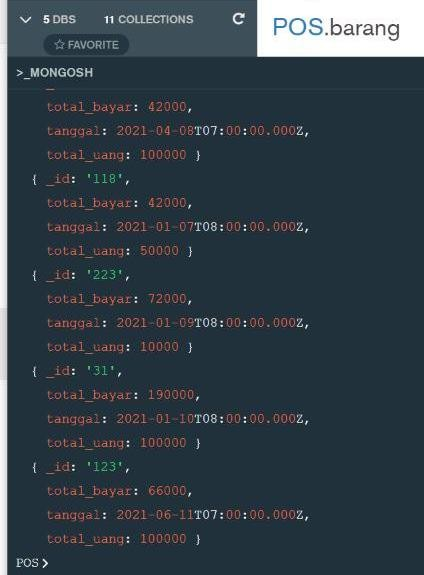 5 DBS 11 COLLECTIONS
FAVORITE
POS.barang
>_MONGOSH
total_bayar: 42000,
tanggal: 2021-04-08T07:00:00.000Z,
total_uang: 100000 }
{ _id: '118',
total_bayar: 42000,
tanggal: 2021-01-07T08:00:00.000Z,
total_uang: 50000 }
{ _id: '223',
total_bayar: 72000,
tanggal: 2021-01-09T08:00:00.000Z,
total_uang: 10000 }
{ _id: '31',
total_bayar: 190000,
tanggal: 2021-01-10T08:00:00.000Z,
total_uang: 100000 }
{ _id: '123',
total_bayar: 66000,
tanggal: 2021-06-11T07:00:00.000Z,
total_uang: 100000 }
POS>